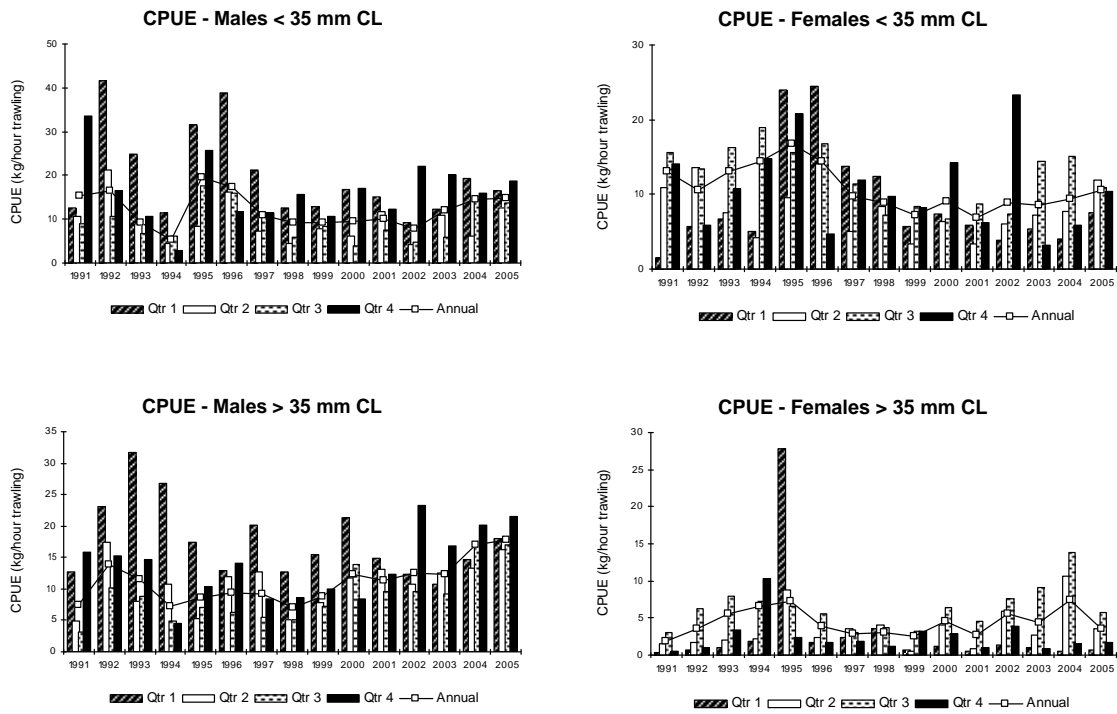 CPUE - Males < 35 mm CL
CPUE (kg/hour trawling)
50
40
30
20
10
0
1991 1992 1993 1994 1995 1996 1997 1998 1999 2000 2001 2002 2003 2004 2005
Qtr 1 Qtr 2 Qtr 3 Qtr 4 Annual
CPUE - Females < 35 mm CL
CPUE (kg/hour trawling)
30
20
10
0
1991 1992 1993 1994 1995 1996 1997 1998 1999 2000 2001 2002 2003 2004 2005
Qtr 1 Qtr 2 Qtr 3 Qtr 4 Annual
CPUE - Males > 35 mm CL
CPUE (kg/hour trawling)
35
30
25
20
15
10
5
0
1991 1992 1993 1994 1995 1996 1997 1998 1999 2000 2001 2002 2003 2004 2005
Qtr 1 Qtr 2 Qtr 3 Qtr 4 Annual
CPUE - Females > 35 mm CL
CPUE (kg/hour trawling)
30
25
20
15
10
5
0
1991 1992 1993 1994 1995 1996 1997 1998 1999 2000 2001 2002 2003 2004 2005
Qtr 1 Qtr 2 Qtr 3 Qtr 4 Annual